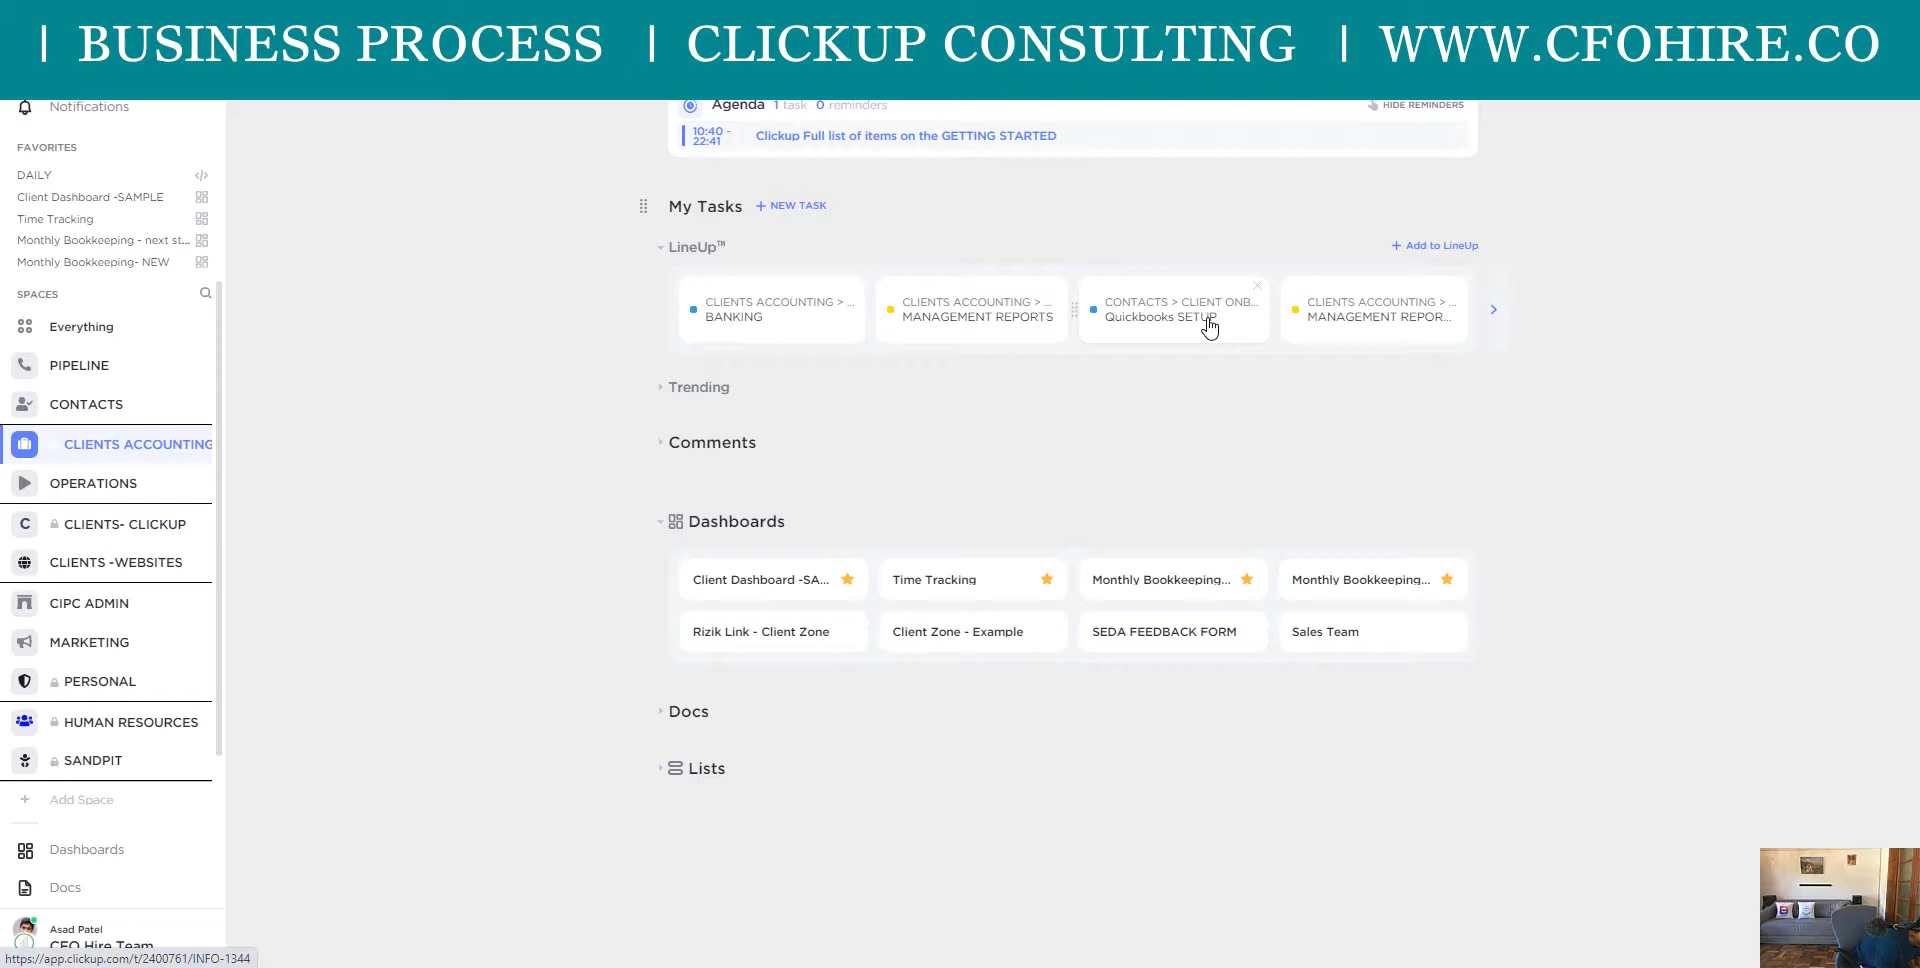 | BUSINESS PROCESS | CLICKUP CONSULTING | WWW.CFOHIRE.CO
Notifications
FAVORITES
DAILY
Client Dashboard -SAMPLE
Time Tracking
Monthly Bookkeeping - next st...
Monthly Bookkeeping- NEW
SPACES
Everything
PIPELINE
CONTACTS
CLIENTS ACCOUNTING
OPERATIONS
C CLIENTS- CLICKUP
CLIENTS -WEBSITES
CIPC ADMIN
MARKETING
PERSONAL
HUMAN RESOURCES
SANDPIT
+ Add Space
Dashboards
Docs
Asad Patel
CFO Hire Team
https://app.clickup.com/t/2400761/INFO-1344
Agenda 1 task 0 reminders
HIDE REMINDERS
10:40 -
22:41
Clickup Full list of items on the GETTING STARTED
My Tasks + NEW TASK
LineUp™
+ Add to LineUp
CLIENTS ACCOUNTING > ...
BANKING
CLIENTS ACCOUNTING > ...
MANAGEMENT REPORTS
CONTACTS > CLIENT ONB...
Quickbooks SETUP
CLIENTS ACCOUNTING > ...
MANAGEMENT REPOR...
Trending
Comments
Dashboards
Client Dashboard -SA...
Time Tracking
Monthly Bookkeeping...
Monthly Bookkeeping...
Rizik Link - Client Zone
Client Zone - Example
SEDA FEEDBACK FORM
Sales Team
Docs
Lists